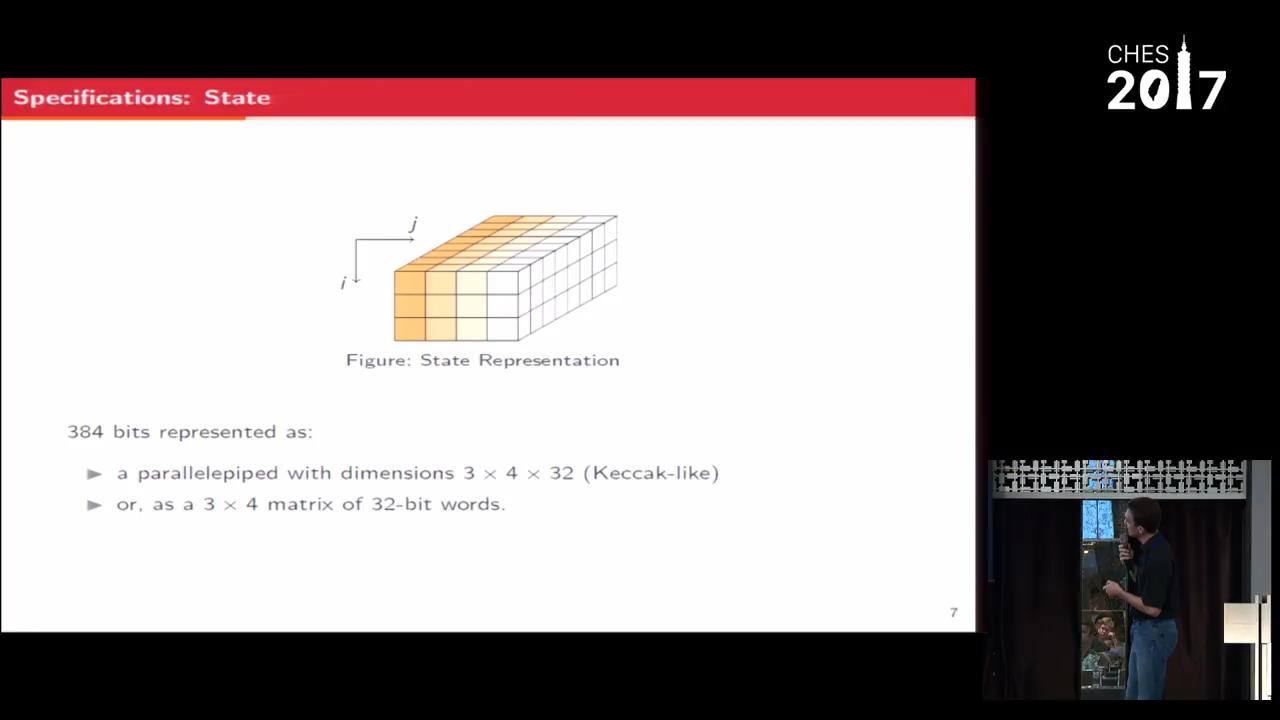 CHES
2017
Specifications: State
j
i
Figure: State Representation
384 bits represented as:
▶ a parallelepiped with dimensions 3 × 4 × 32 (Keccak-like)
▶ or, as a 3 × 4 matrix of 32-bit words.
7